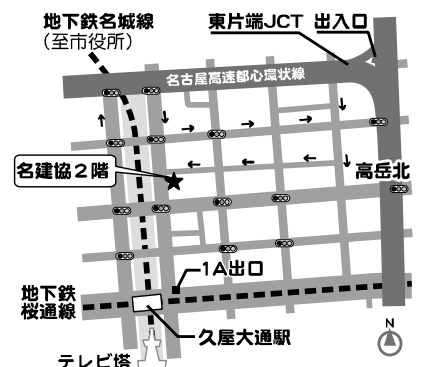 地下鉄名城線
(至市役所)
東片端JCT 出入口
名古屋高速都心環状線
名建協2階
高岳北
1A出口
地下鉄
桜通線
久屋大通駅
N
テレビ塔